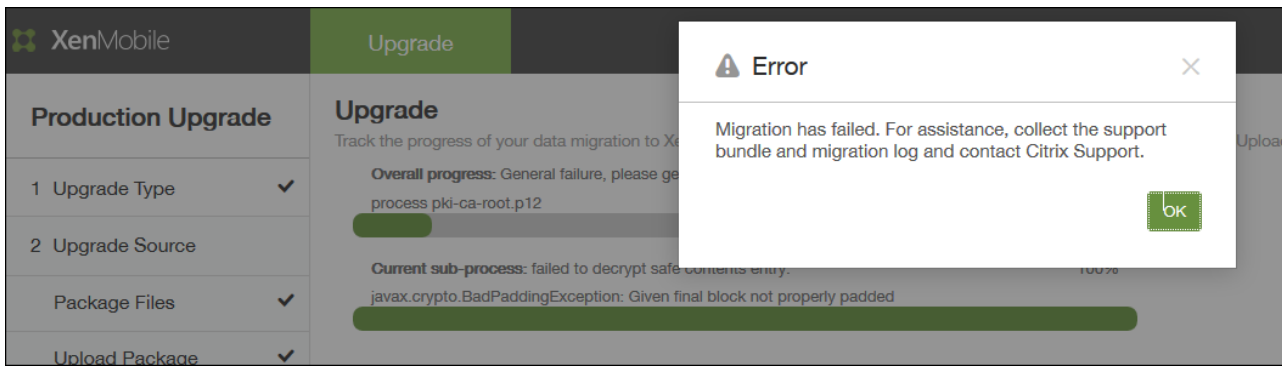 XenMobile
Upgrade
Error
Migration has failed. For assistance, collect the support
bundle and migration log and contact Citrix Support.
OK
Production Upgrade
1 Upgrade Type
2 Upgrade Source
Package Files
Upload Package
Upgrade
Track the progress of your data migration to
Overall progress: General failure, please
process pki-ca-root.p12
Current sub-process: failed to decrypt safe contents entry:
100%
javax.crypto.BadPaddingException: Given final block not properly padded